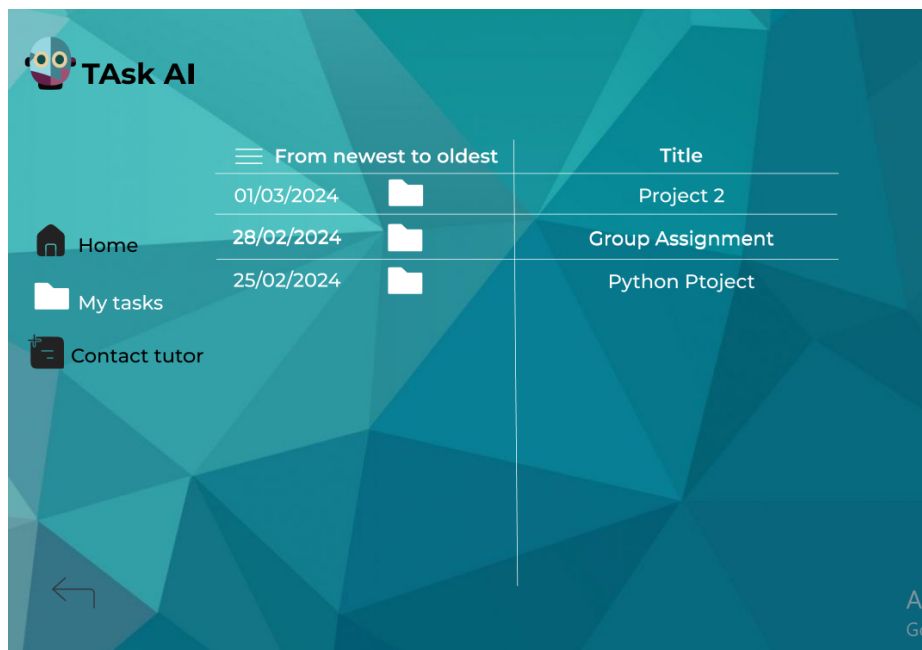 TAsk AI
From newest to oldest Title
01/03/2024 Project 2
28/02/2024 Group Assignment
25/02/2024 Python Ptoject
Home
My tasks
Contact tutor